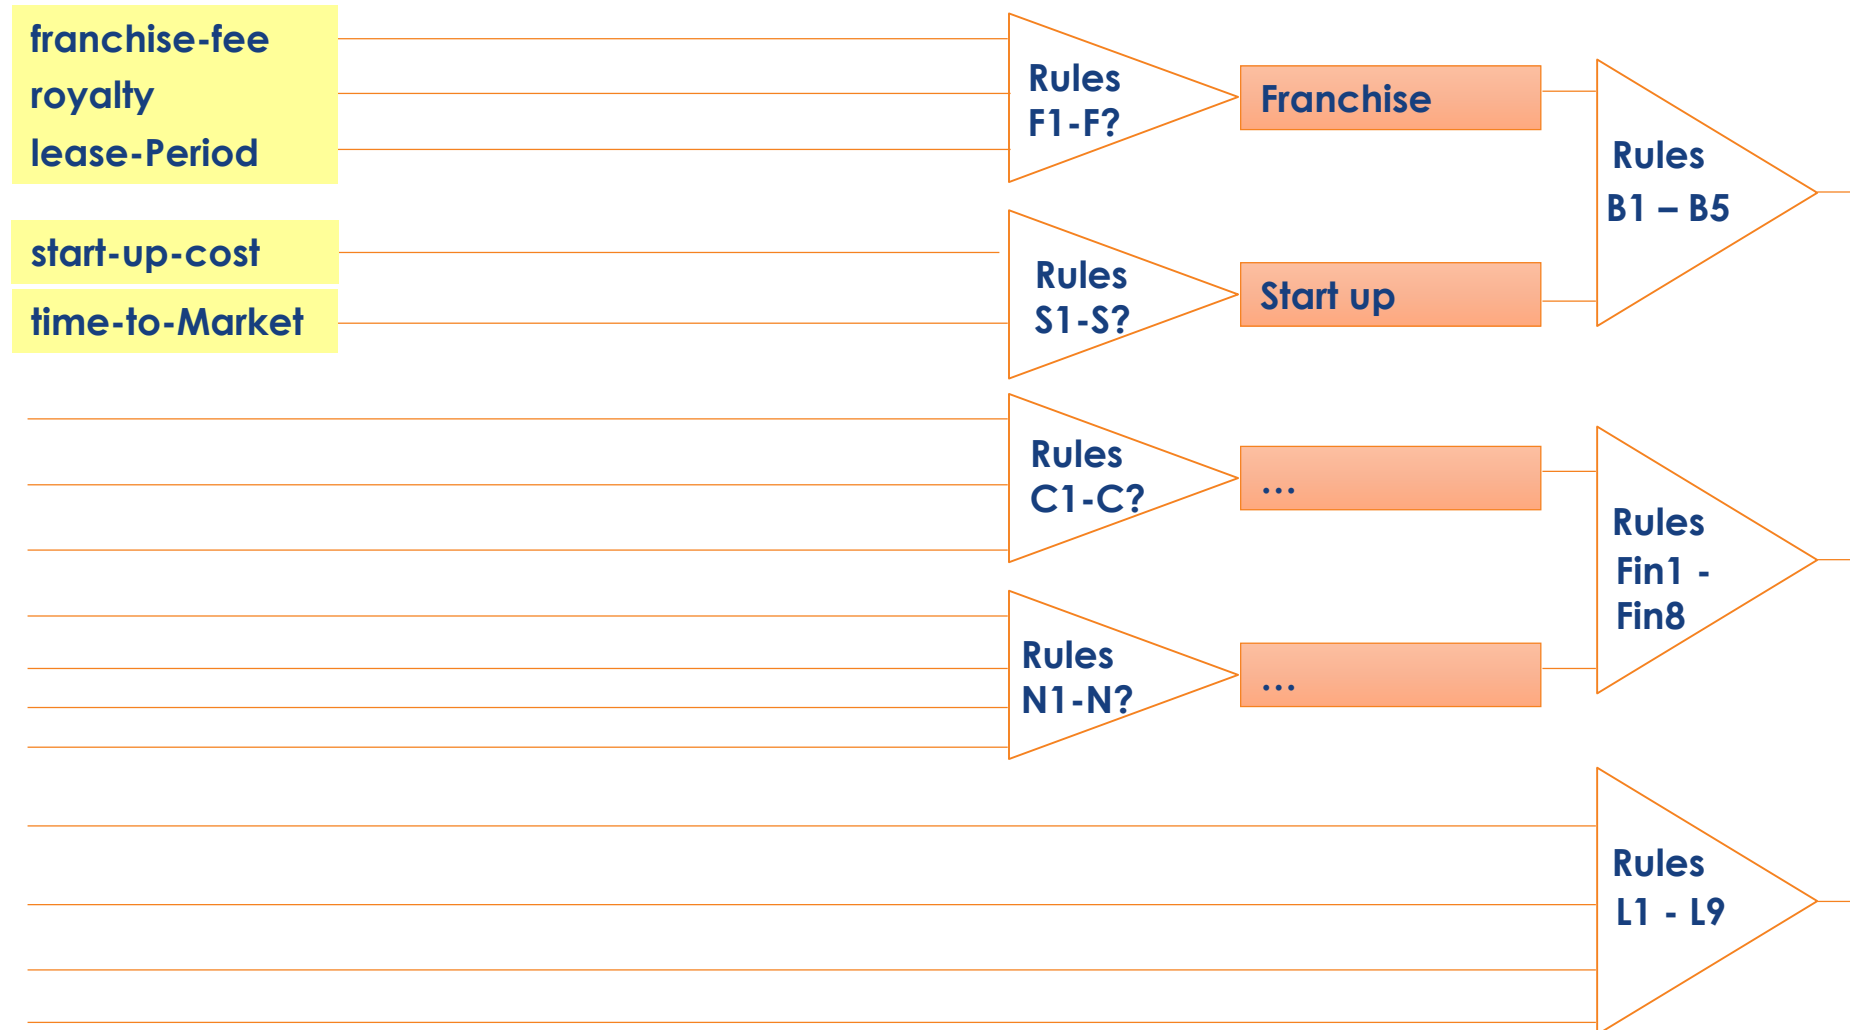 franchise-fee
royalty
lease-Period
Rules
F1-F?
Franchise
Rules
B1 – B5
start-up-cost
time-to-Market
Rules
S1-S?
Start up
Rules
C1-C?
...
Rules
Fin1 -
Fin8
Rules
N1-N?
...
Rules
L1 - L9